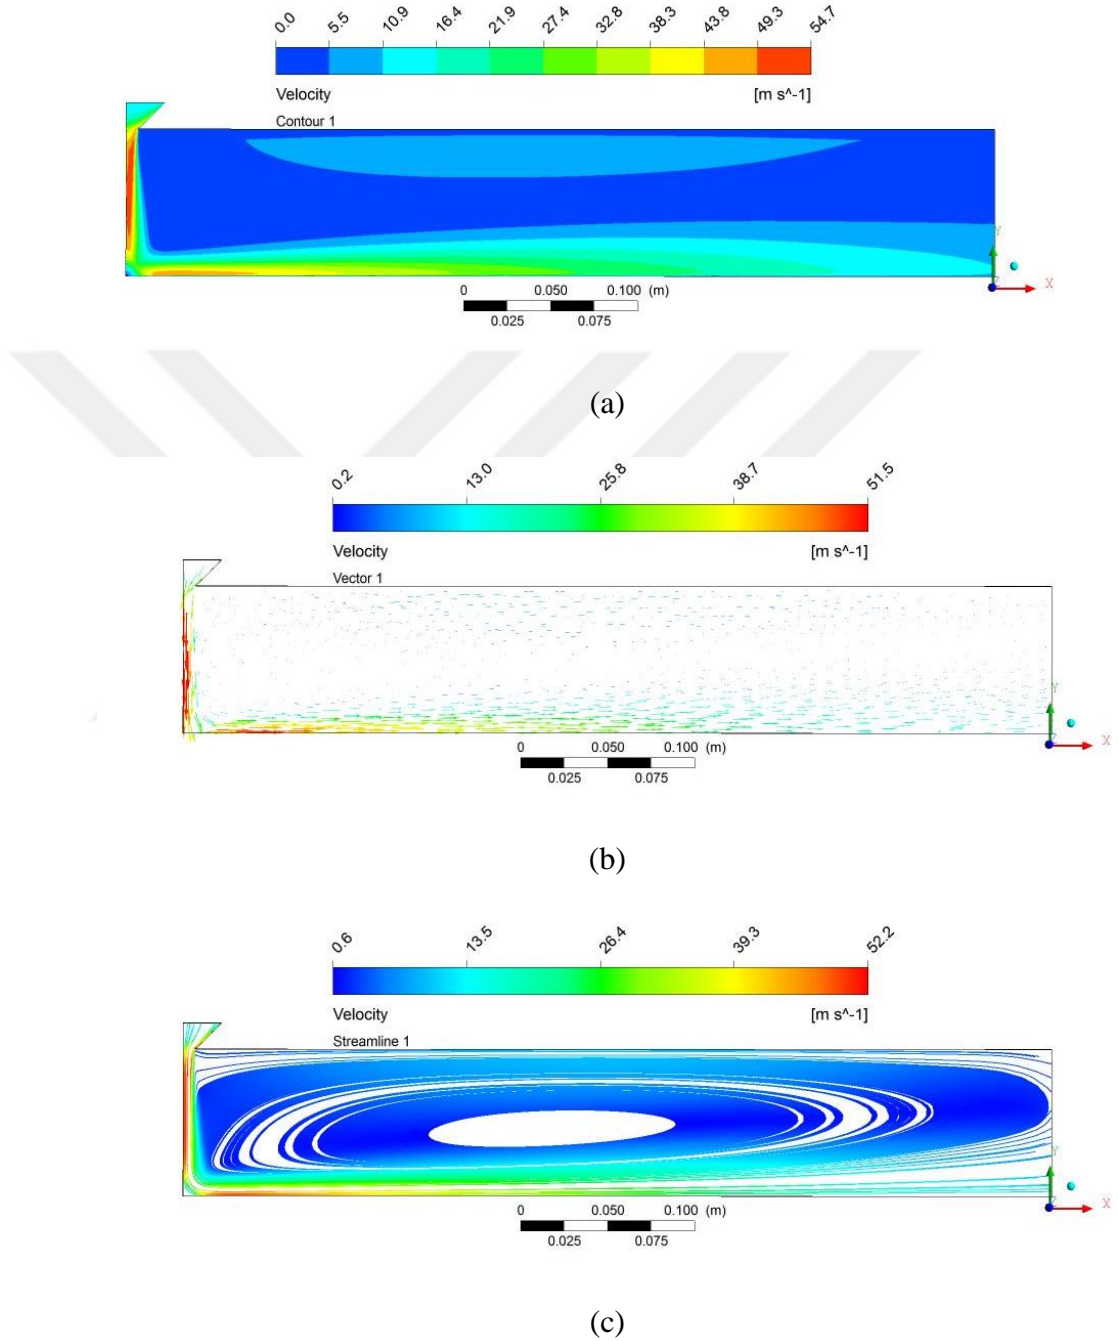 0.0 5.5 10.9 16.4 21.9 27.4 32.8 38.3 43.8 49.3 54.7
Velocity [m s^-1]
Contour 1
Y
X
0 0.050 0.100 (m)
0.025 0.075
(a)
0.2 13.0 25.8 38.7 51.5
Velocity [m s^-1]
Vector 1
Y
X
0 0.050 0.100 (m)
0.025 0.075
(b)
0.6 13.5 26.4 39.3 52.2
Velocity [m s^-1]
Streamline 1
Y
X
0 0.050 0.100 (m)
0.025 0.075
(c)